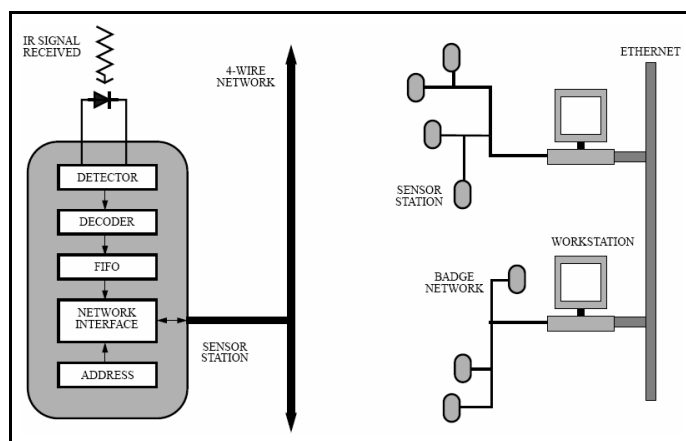 IR SIGNAL
RECEIVED
4-WIRE
NETWORK
DETECTOR
DECODER
FIFO
NETWORK
INTERFACE
ADDRESS
SENSOR
STATION
ETHERNET
SENSOR
STATION
WORKSTATION
BADGE
NETWORK